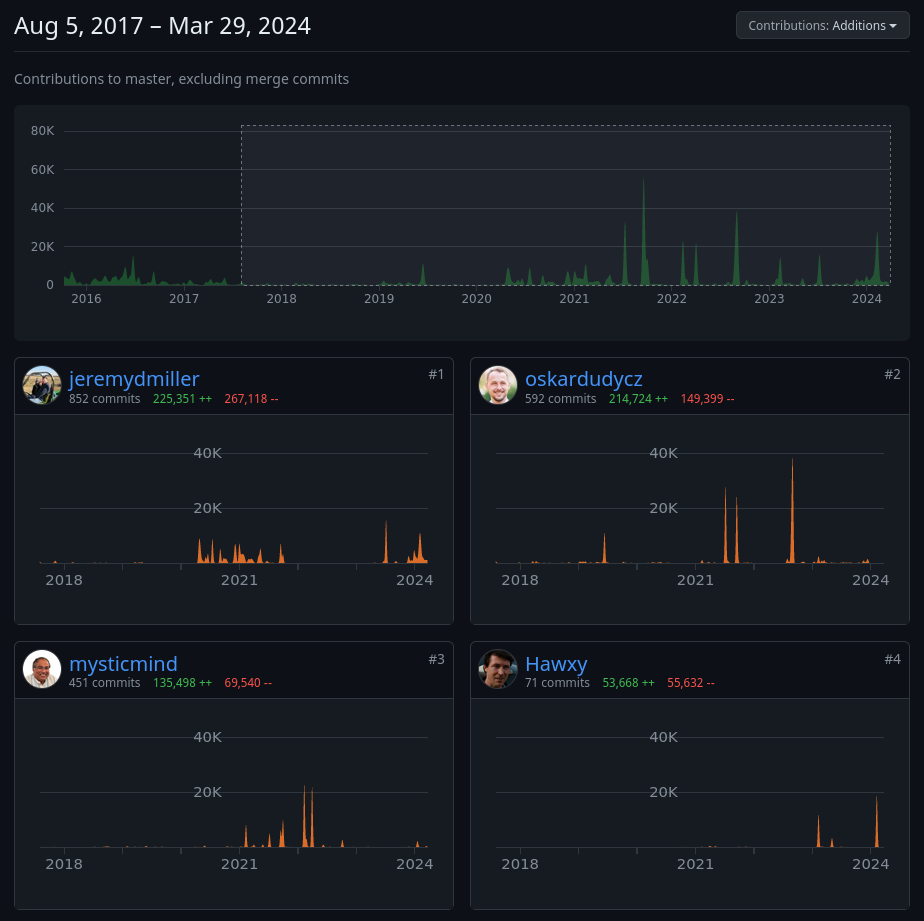 Aug 5, 2017 – Mar 29, 2024
Contributions: Additions
Contributions to master, excluding merge commits
80K
60K
40K
20K
0
2016 2017 2018 2019 2020 2021 2022 2023 2024
jeremydmiller #1
852 commits 225,351 ++ 267,118 --
40K
20K
2018 2021 2024
oskardudycz #2
592 commits 214,724 ++ 149,399 --
40K
20K
2018 2021 2024
mysticmind #3
451 commits 135,498 ++ 69,540 --
40K
20K
2018 2021 2024
Hawxy #4
71 commits 53,668 ++ 55,632 --
40K
20K
2018 2021 2024